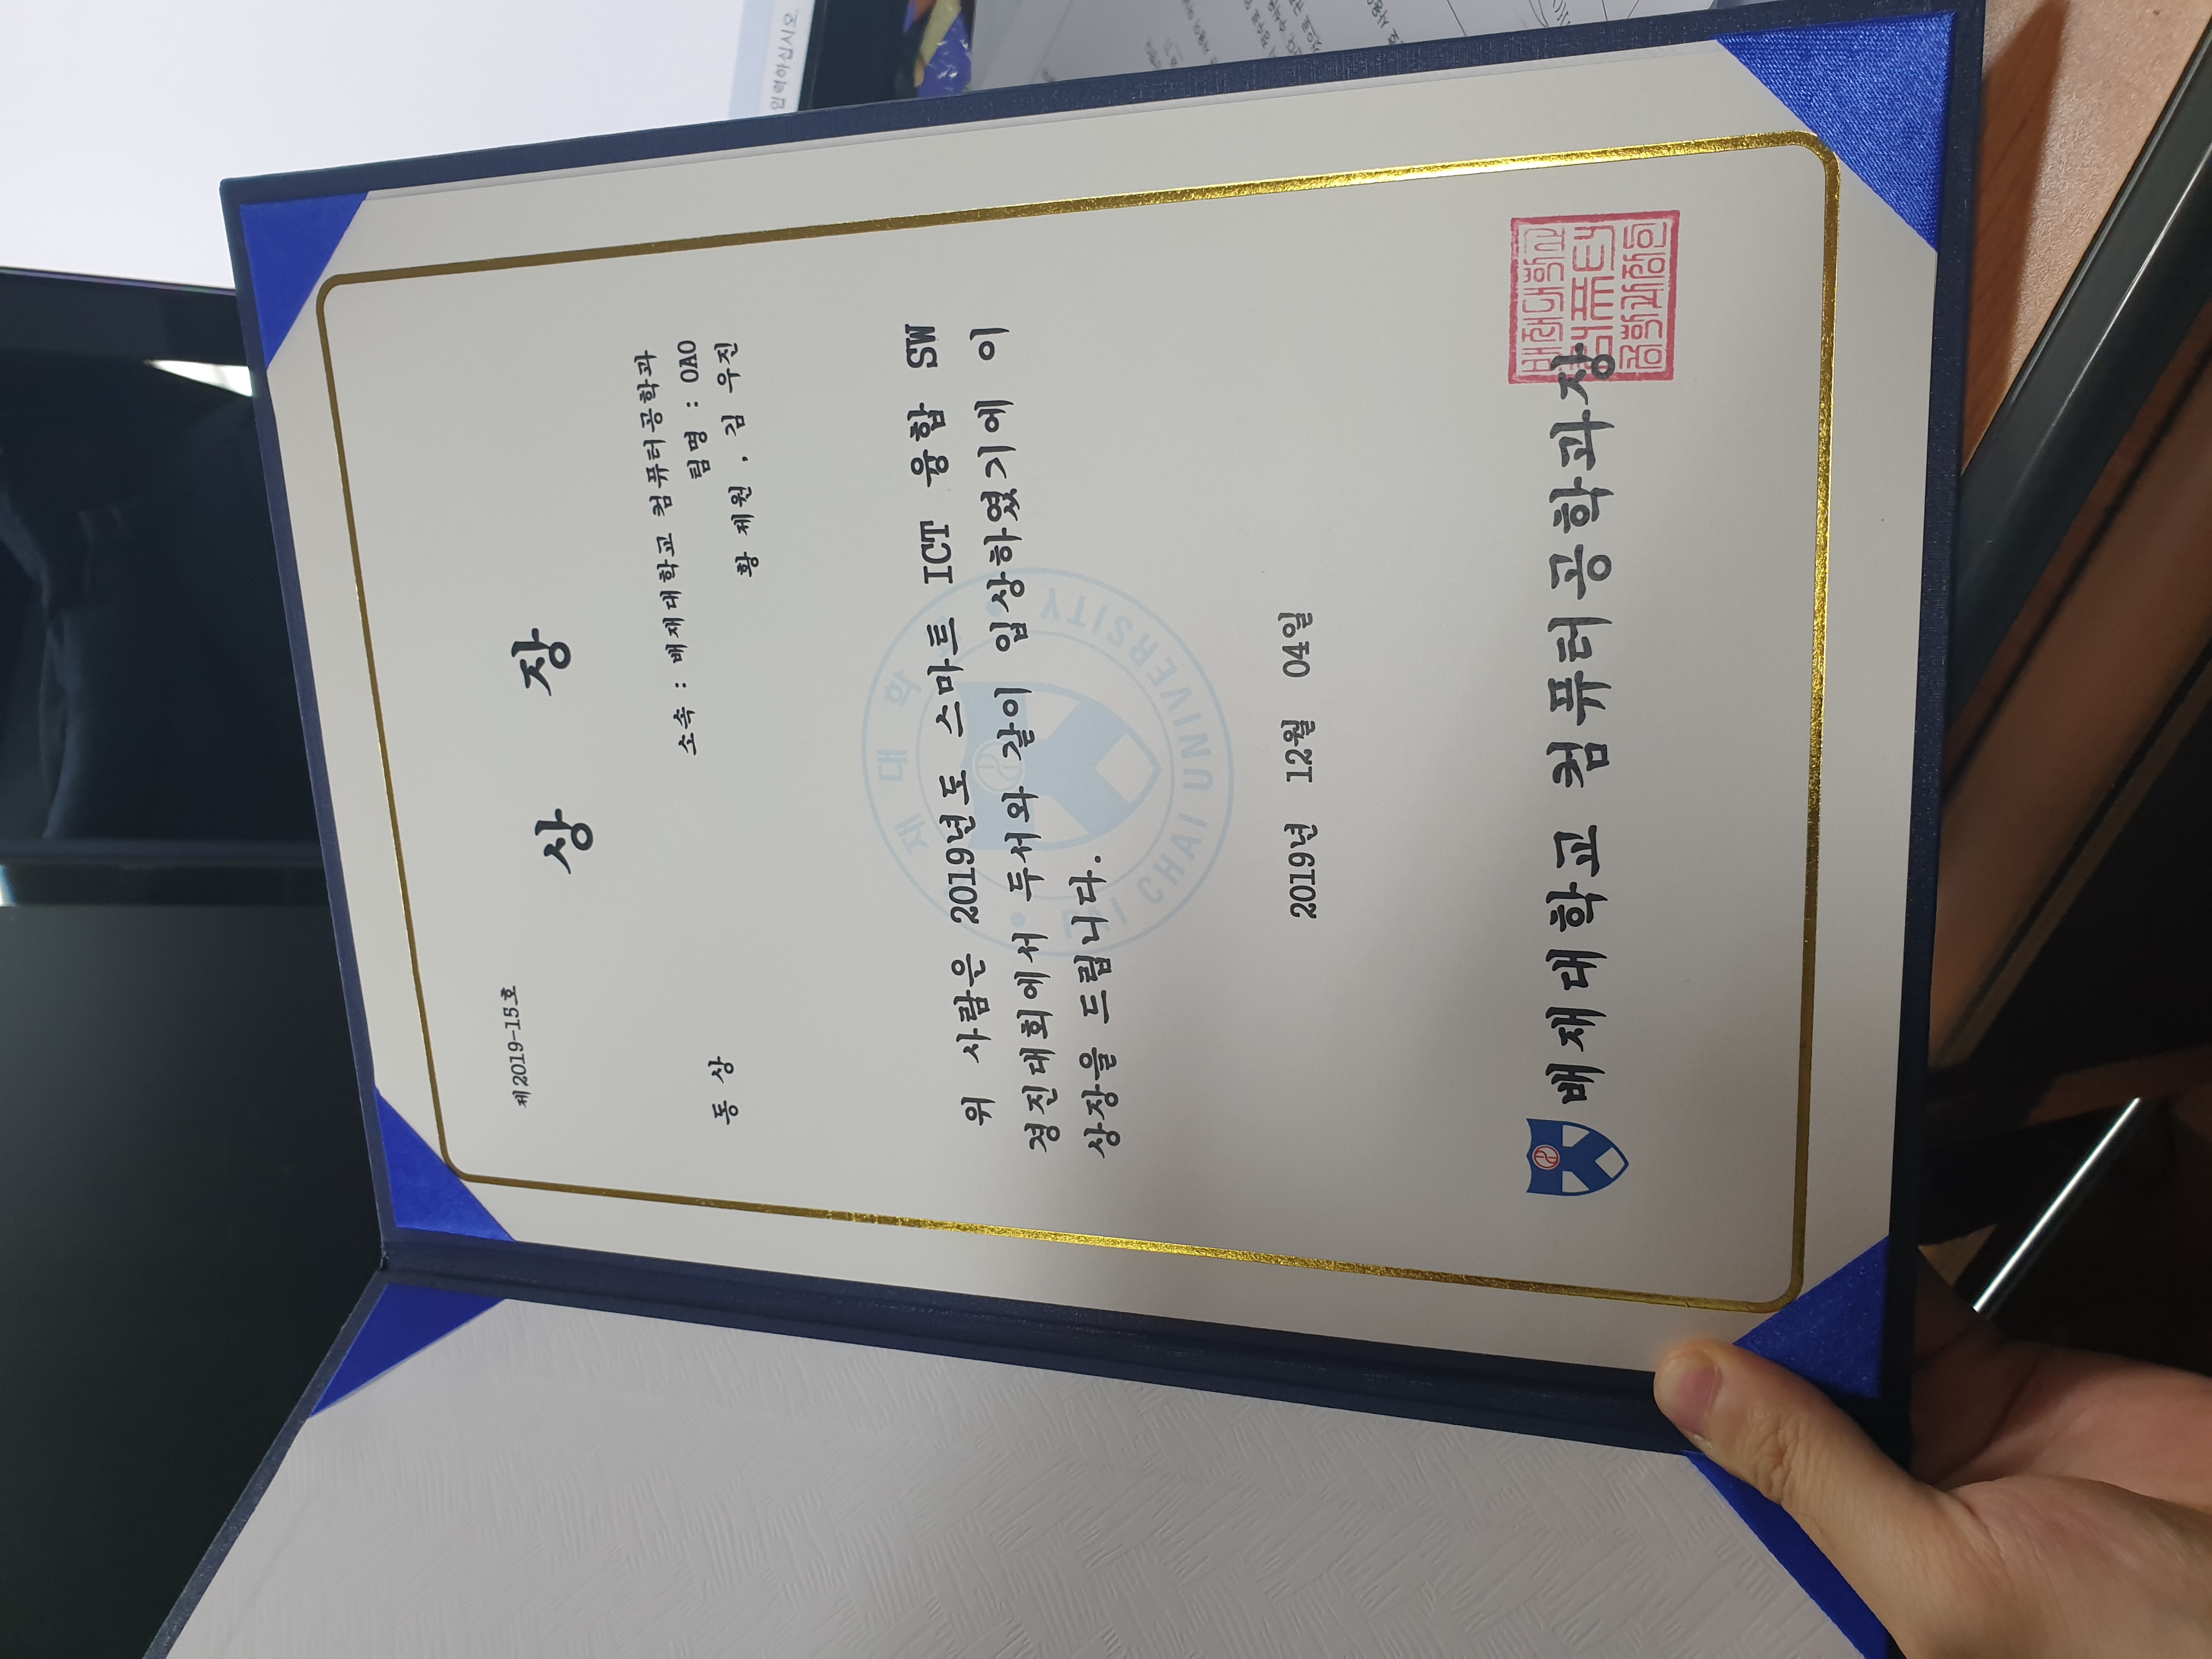 제2019-15호
상 장
소속 : 배재대학교 컴퓨터공학과
팀명 : OAO
동 상
황 제원 , 김 우진
위 사람은 2019년도 스마트 ICT 융합 SW
경진대회에서 두서와 같이 입상하였기에 이
상장을 드립니다.
재대학
CHAI UNIVERSITY
2019년 12월 04일
배재대학교 컴퓨터공학과장
배재대학교
컴퓨터
공학과장인
입력하십시오.